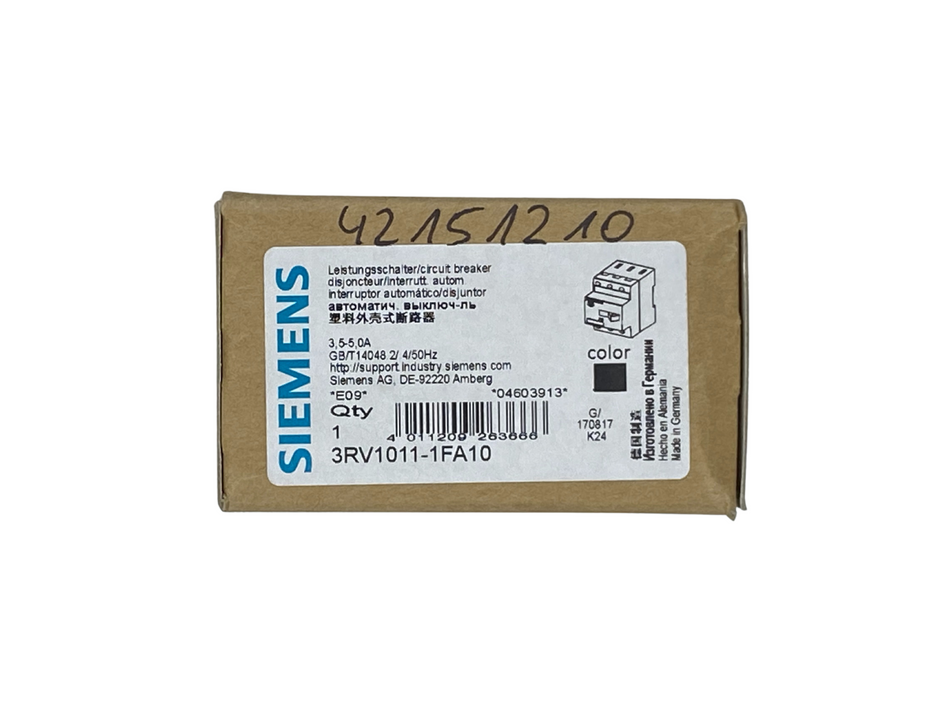 42151210
SIEMENS
Leistungsschalter/circuit breaker
disjoncteur/interrutt. autom
interruptor automático/disjuntor
автоматич. выключ-ль
塑料外壳式断路器
3,5-5,0A
GB/T14048.2/ 4/50Hz
http://support.industry.siemens.com
Siemens AG, DE-92220 Amberg
"E09" "04603913"
Qty
1
4 011209 263666
3RV1011-1FA10
color
G/
170817
K24
德国制造
Изготовлено в Германии
Hecho en Alemania
Made in Germany